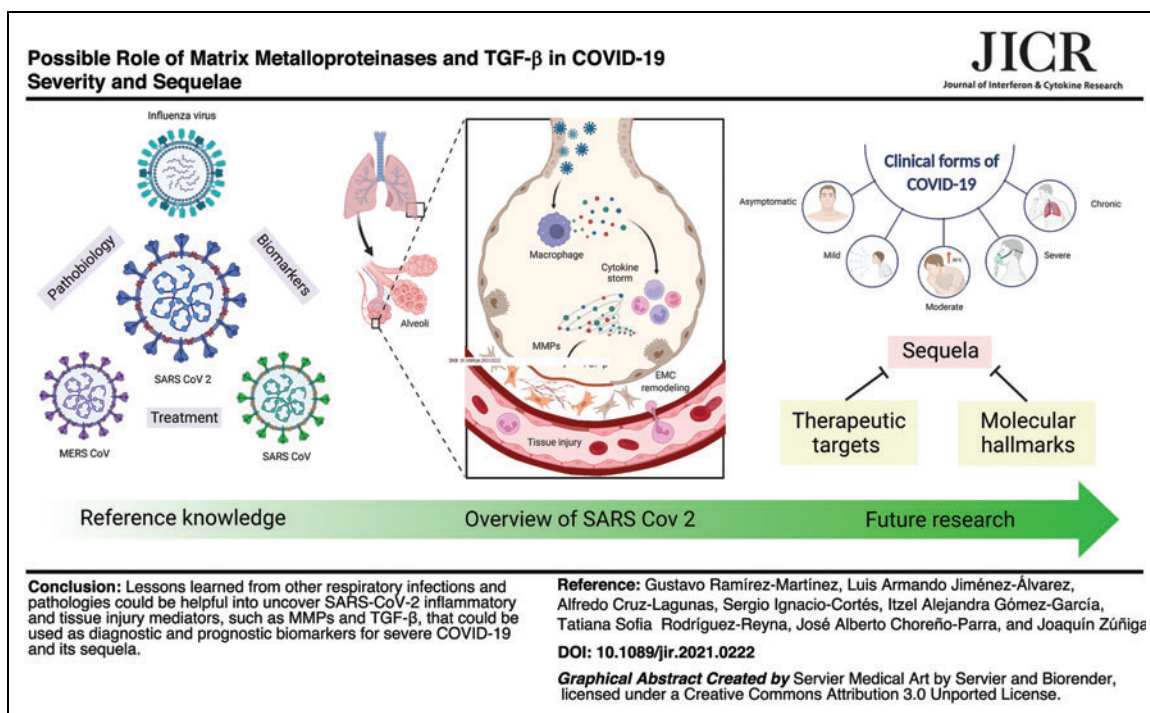 Possible Role of Matrix Metalloproteinases and TGF-β in COVID-19
Severity and Sequelae
JICR
Journal of Interferon & Cytokine Research
Influenza virus
Pathobiology
Biomarkers
SARS CoV 2
Treatment
MERS CoV
SARS CoV
Alveoli
Macrophage
Cytokine
storm
MMPs
DOI: 10.1089/jir.2021.0222
EMC
remodeling
Tissue injury
Clinical forms of
COVID-19
Asymptomatic
Chronic
Mild
Severe
Moderate
Sequela
Therapeutic
targets
Molecular
hallmarks
Reference knowledge
Overview of SARS Cov 2
Future research
Conclusion: Lessons learned from other respiratory infections and
pathologies could be helpful into uncover SARS-CoV-2 inflammatory
and tissue injury mediators, such as MMPs and TGF-β, that could be
used as diagnostic and prognostic biomarkers for severe COVID-19
and its sequela.
Reference: Gustavo Ramírez-Martínez, Luis Armando Jiménez-Álvarez,
Alfredo Cruz-Lagunas, Sergio Ignacio-Cortés, Itzel Alejandra Gómez-García,
Tatiana Sofia Rodríguez-Reyna, José Alberto Choreño-Parra, and Joaquín Zúñiga
DOI: 10.1089/jir.2021.0222
Graphical Abstract Created by Servier Medical Art by Servier and Biorender,
licensed under a Creative Commons Attribution 3.0 Unported License.